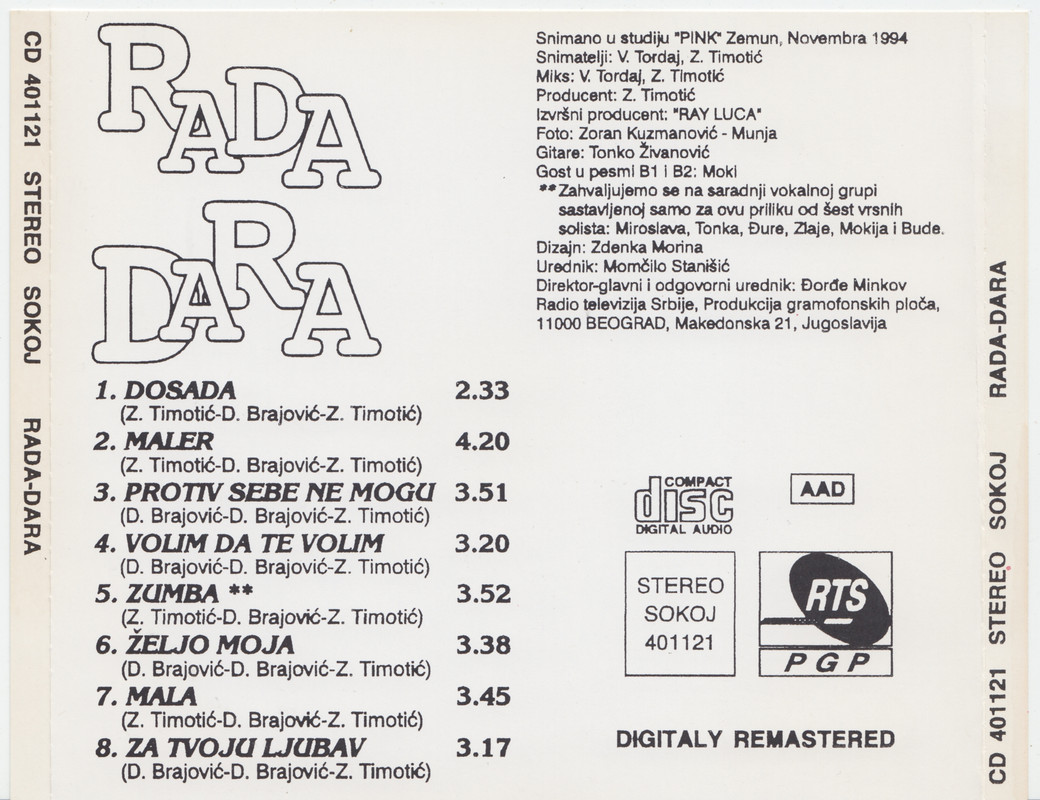 CD 401121 STEREO SOKOJ RADA-DARA
RADA
DARA
1. DOSADA 2.33
(Z. Timotić-D. Brajović-Z. Timotić)
2. MALER 4.20
(Z. Timotić-D. Brajović-Z. Timotić)
3. PROTIV SEBE NE MOGU 3.51
(D. Brajović-D. Brajović-Z. Timotić)
4. VOLIM DA TE VOLIM 3.20
(D. Brajović-D. Brajović-Z. Timotić)
5. ZUMBA ** 3.52
(Z. Timotić-D. Brajović-Z. Timotić)
6. ŽELJO MOJA 3.38
(D. Brajović-D. Brajović-Z. Timotić)
7. MALA 3.45
(Z. Timotić-D. Brajović-Z. Timotić)
8. ZA TVOJU LJUBAV 3.17
(D. Brajović-D. Brajović-Z. Timotić)
Snimano u studiju "PINK" Zemun, Novembra 1994
Snimatelji: V. Tordaj, Z. Timotić
Miks: V. Tordaj, Z. Timotić
Producent: Z. Timotić
Izvršni producent: "RAY LUCA"
Foto: Zoran Kuzmanović - Munja
Gitare: Tonko Živanović
Gost u pesmi B1 i B2: Moki
**Zahvaljujemo se na saradnji vokalnoj grupi
sastavljenoj samo za ovu priliku od šest vrsnih
solista: Miroslava, Tonka, Đure, Zlaje, Mokija i Bude.
Dizajn: Zdenka Morina
Urednik: Momčilo Stanišić
Direktor-glavni i odgovorni urednik: Đorđe Minkov
Radio televizija Srbije, Produkcija gramofonskih ploča,
11000 BEOGRAD, Makedonska 21, Jugoslavija
COMPACT
disc
DIGITAL AUDIO
AAD
STEREO
SOKOJ
401121
RTS
PGP
DIGITALY REMASTERED
CD 401121 STEREO SOKOJ RADA-DARA